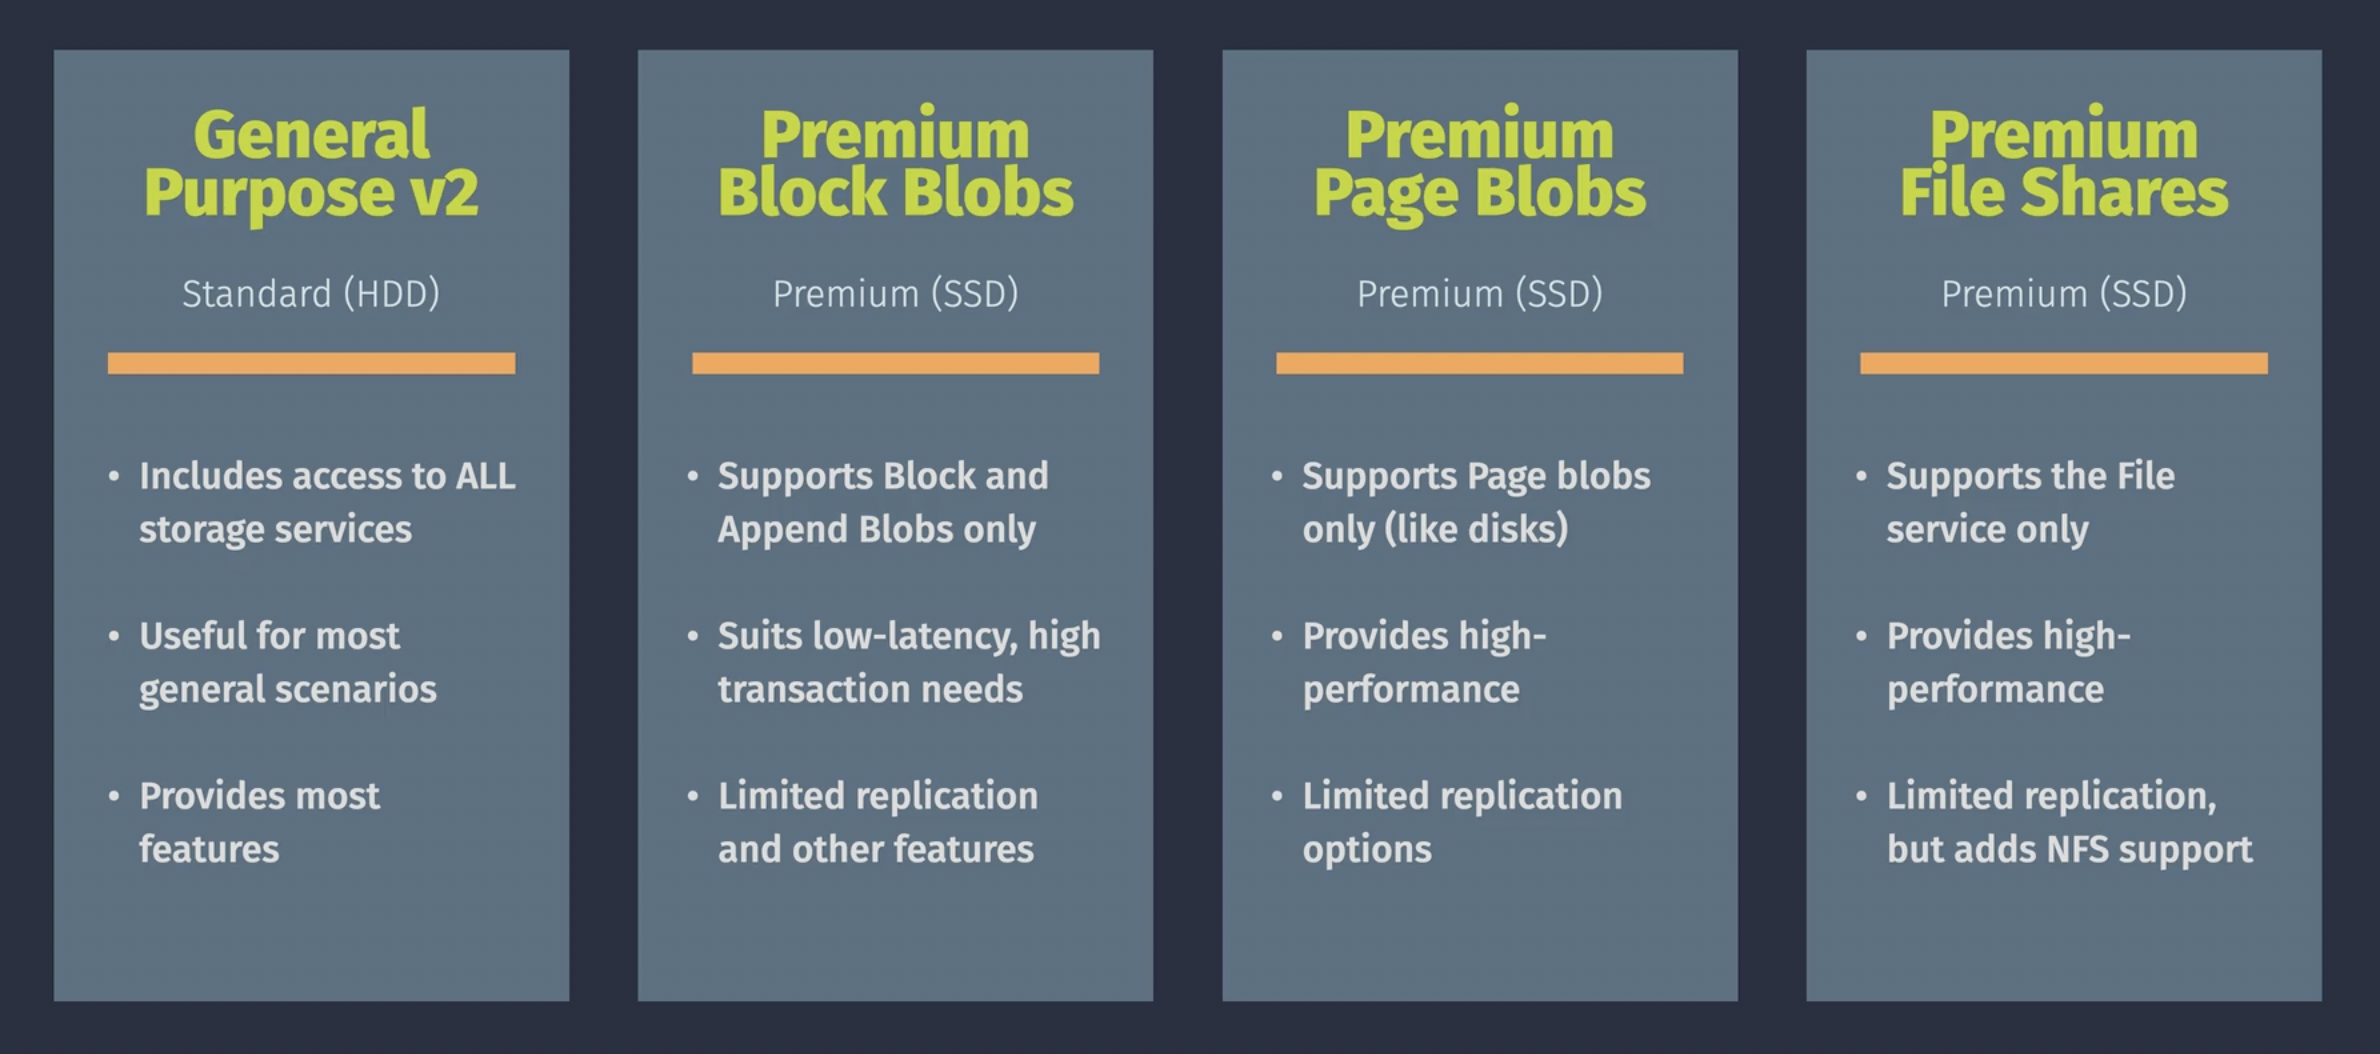 General
Purpose v2
Standard (HDD)
• Includes access to ALL
storage services
• Useful for most
general scenarios
• Provides most
features
Premium
Block Blobs
Premium (SSD)
• Supports Block and
Append Blobs only
• Suits low-latency, high
transaction needs
• Limited replication
and other features
Premium
Page Blobs
Premium (SSD)
• Supports Page blobs
only (like disks)
• Provides high-
performance
• Limited replication
options
Premium
File Shares
Premium (SSD)
• Supports the File
service only
• Provides high-
performance
• Limited replication,
but adds NFS support